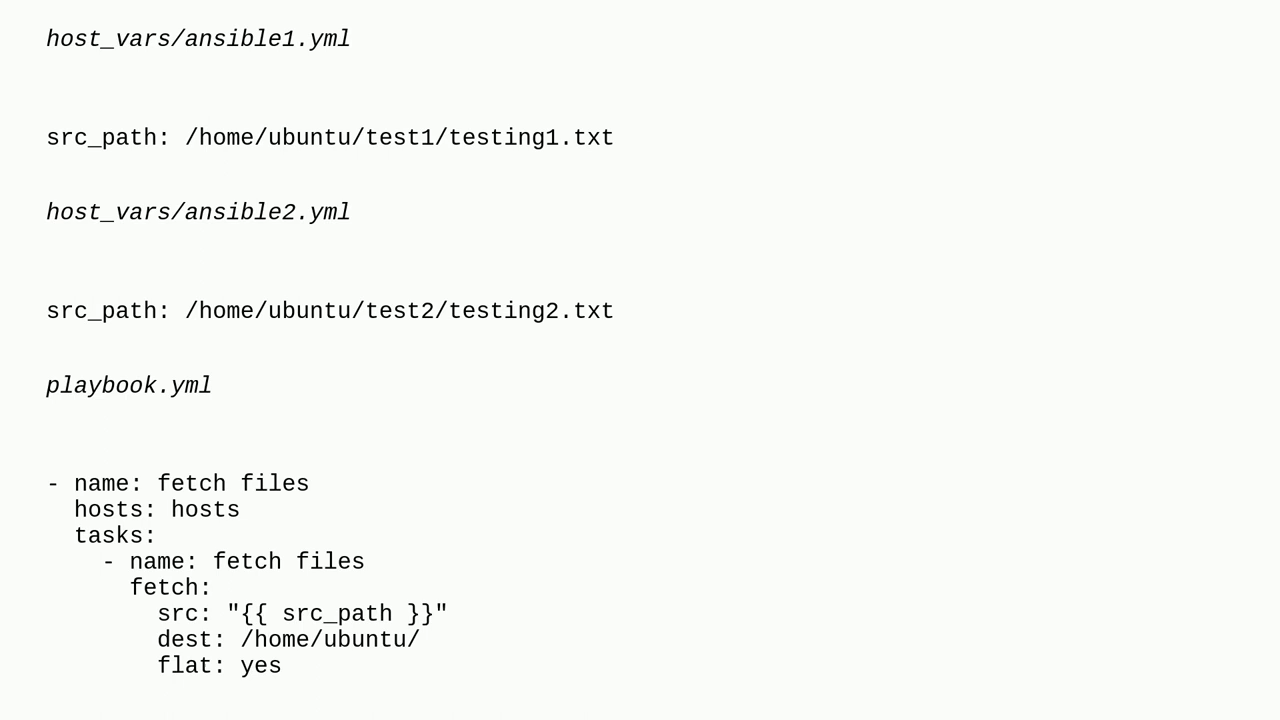 host_vars/ansible1.yml
src_path: /home/ubuntu/test1/testing1.txt
host_vars/ansible2.yml
src_path: /home/ubuntu/test2/testing2.txt
playbook.yml
- name: fetch files
  hosts: hosts
  tasks:
    - name: fetch files
      fetch:
        src: "{{ src_path }}"
        dest: /home/ubuntu/
        flat: yes